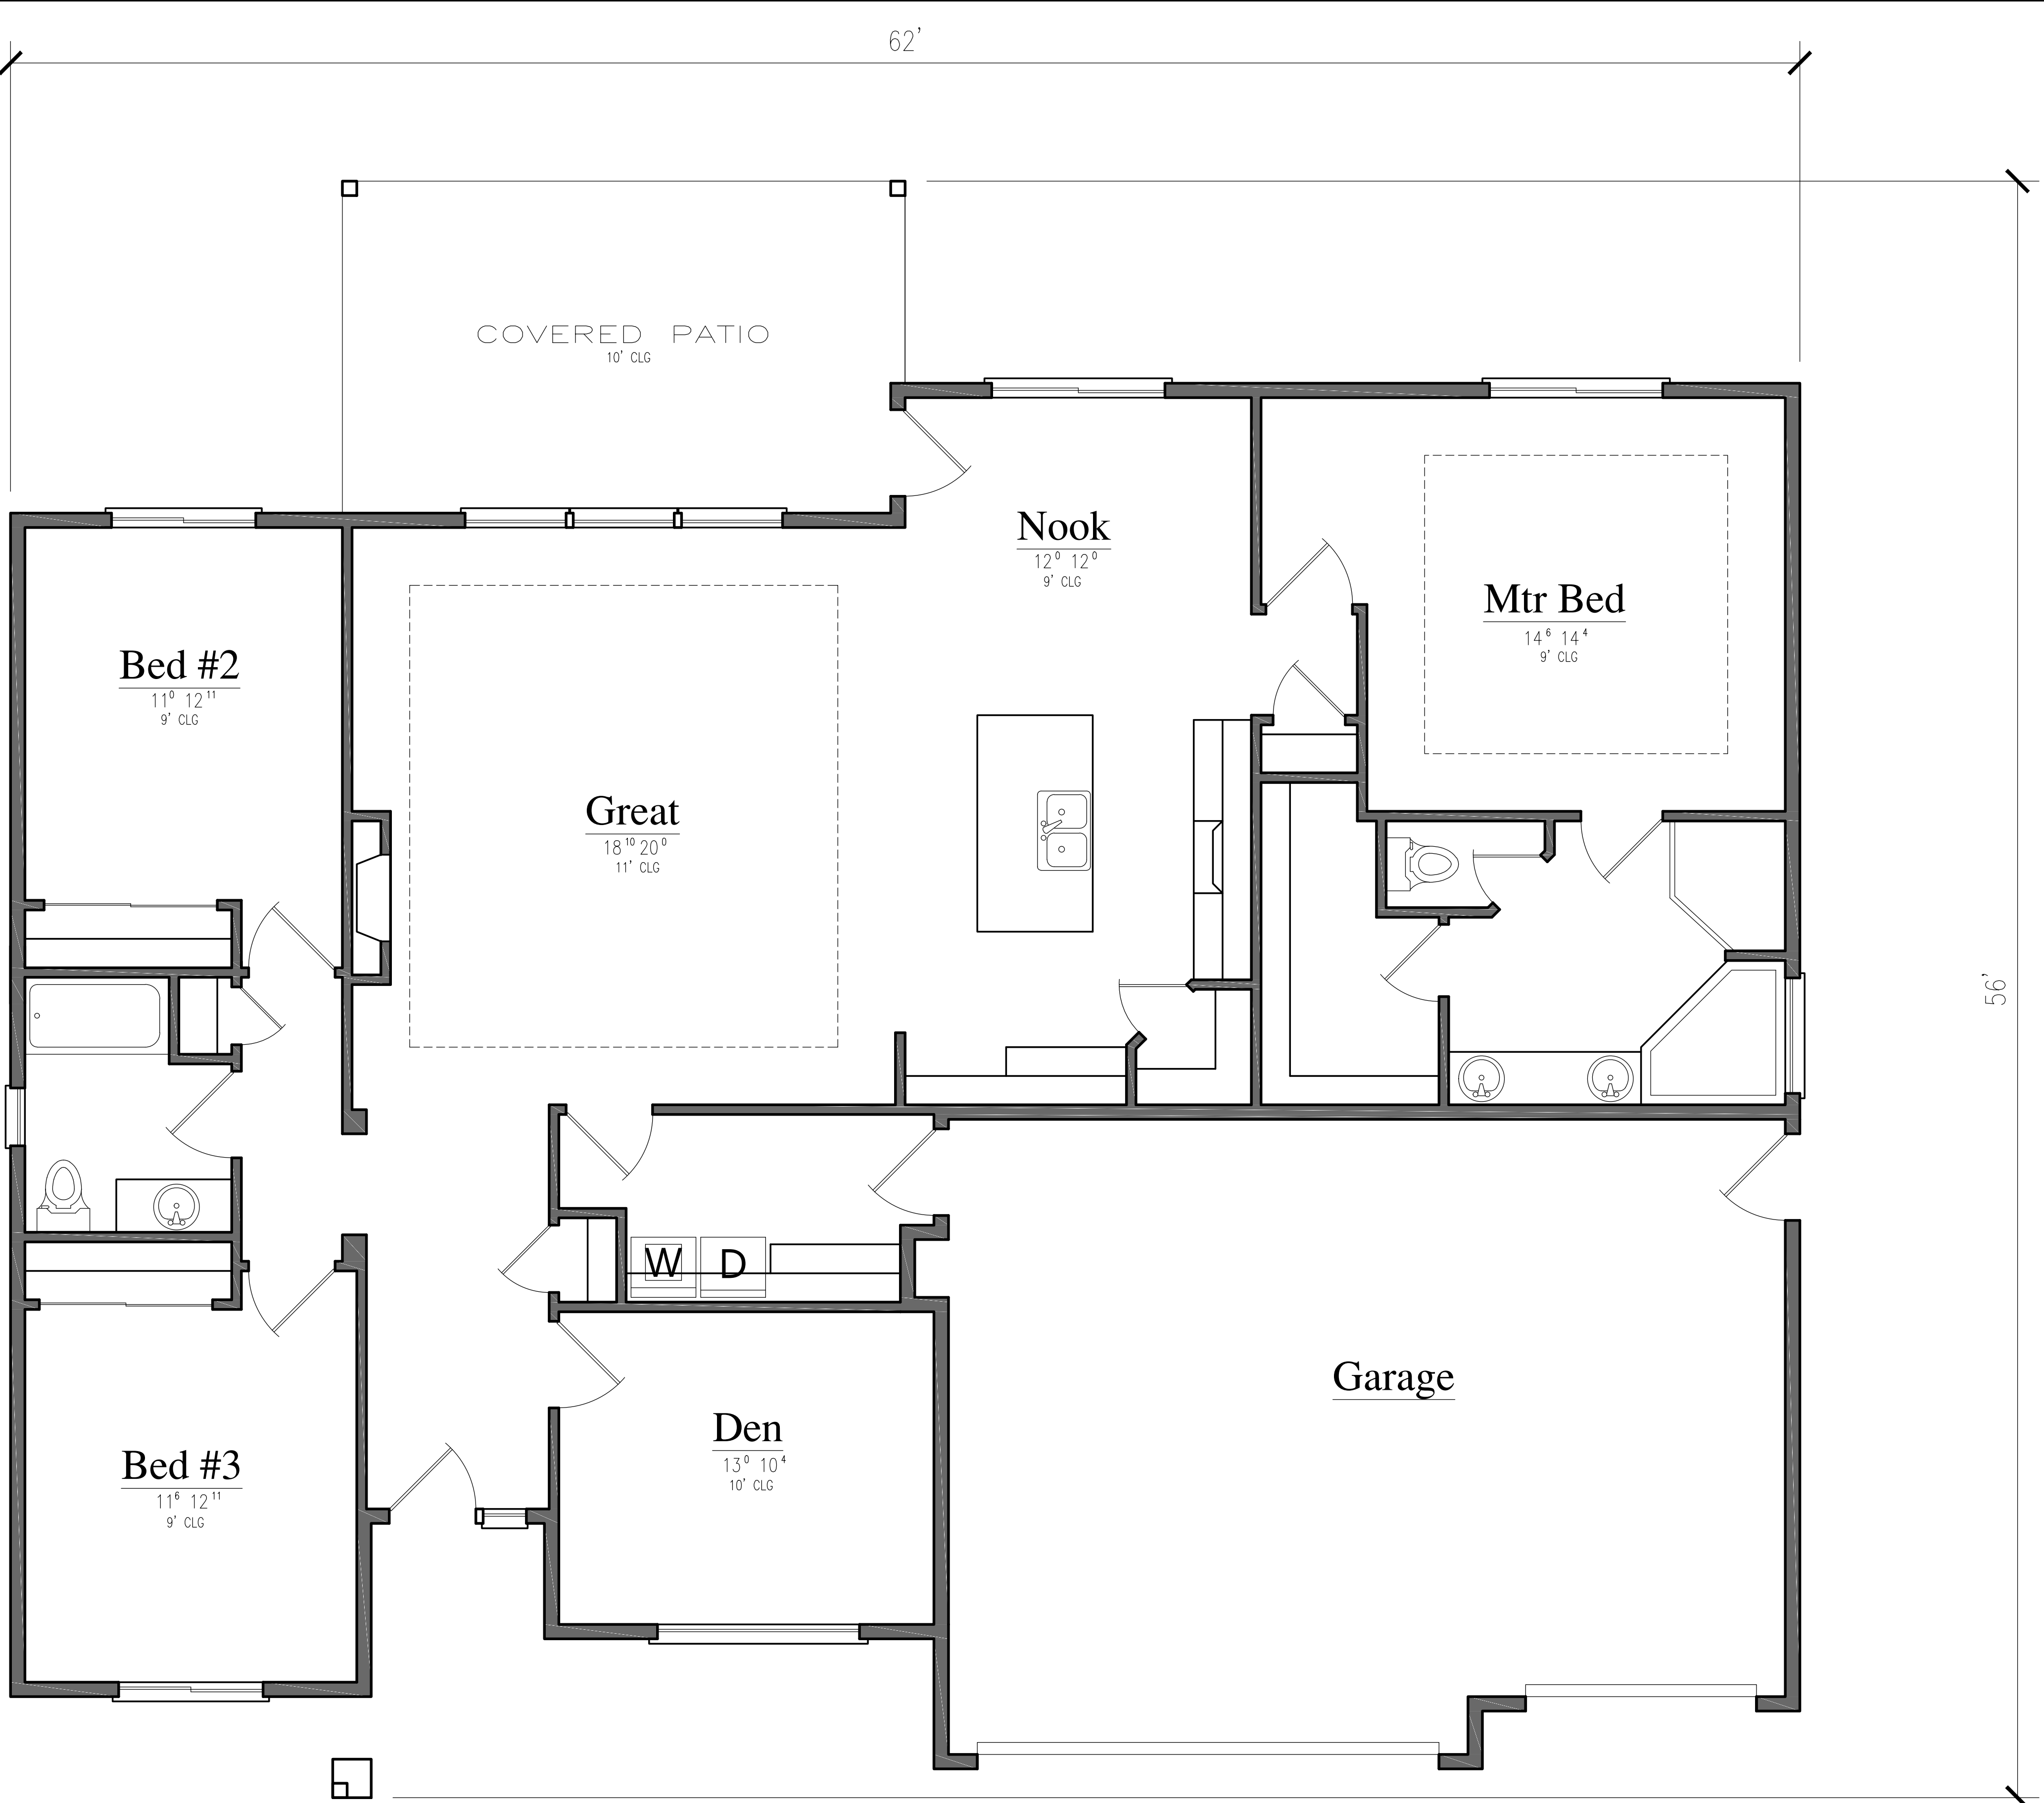 62'
COVERED PATIO
10' CLG
Nook
12⁰ 12⁰
9' CLG
Mtr Bed
14⁶ 14⁴
9' CLG
Bed #2
11⁰ 12¹¹
9' CLG
Great
18¹⁰ 20⁰
11' CLG
56'
W D
Garage
Den
13⁰ 10⁴
10' CLG
Bed #3
11⁶ 12¹¹
9' CLG